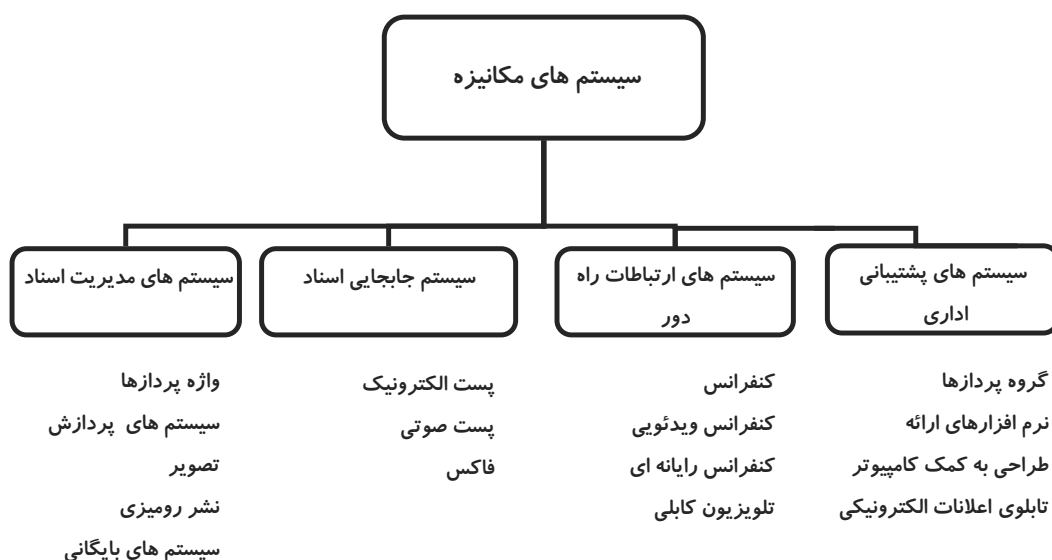 سیستم های مکانیزه
سیستم های پشتیبانی
اداری
سیستم های ارتباطات راه
دور
سیستم جابجایی اسناد
سیستم های مدیریت اسناد
گروه پردازها
نرم افزارهای ارائه
طراحی به کمک کامپیوتر
تابلوی اعلانات الکترونیکی
کنفرانس
کنفرانس ویدئویی
کنفرانس رایانه ای
تلویزیون کابلی
پست الکترونیک
پست صوتی
فاکس
واژه پردازها
سیستم های پردازش
تصویر
نشر رومیزی
سیستم های بایگانی